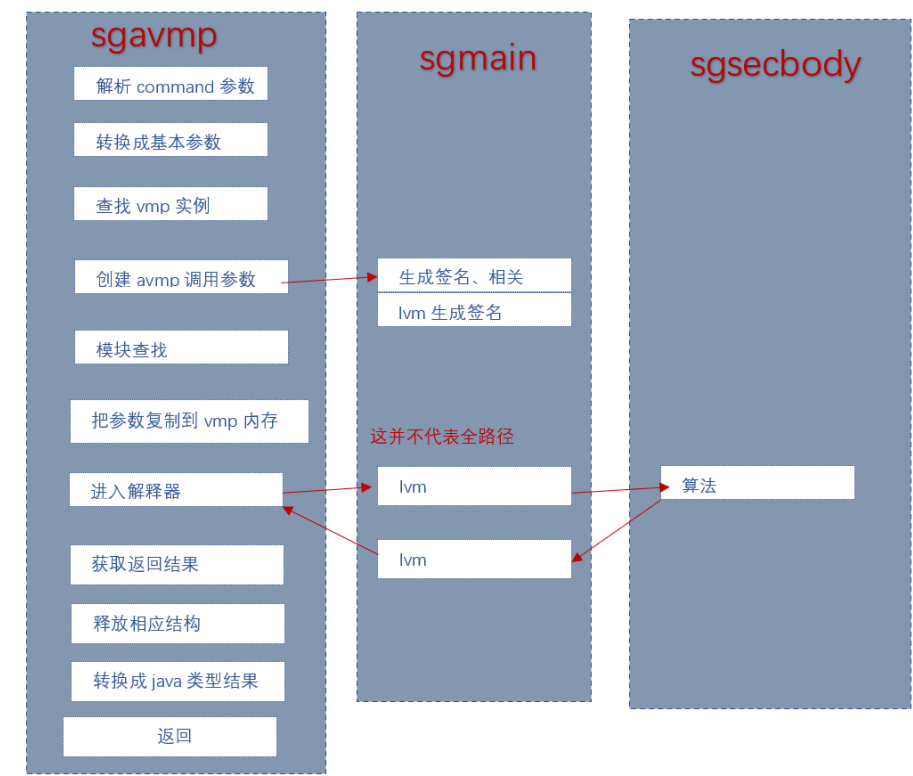 sgavmp
解析 command 参数
转换成基本参数
查找 vmp 实例
创建 avmp 调用参数
模块查找
把参数复制到 vmp 内存
进入解释器
获取返回结果
释放相应结构
转换成 java 类型结果
返回
sgmain
生成签名、相关
lvm 生成签名
这并不代表全路径
lvm
lvm
sgsecbody
算法